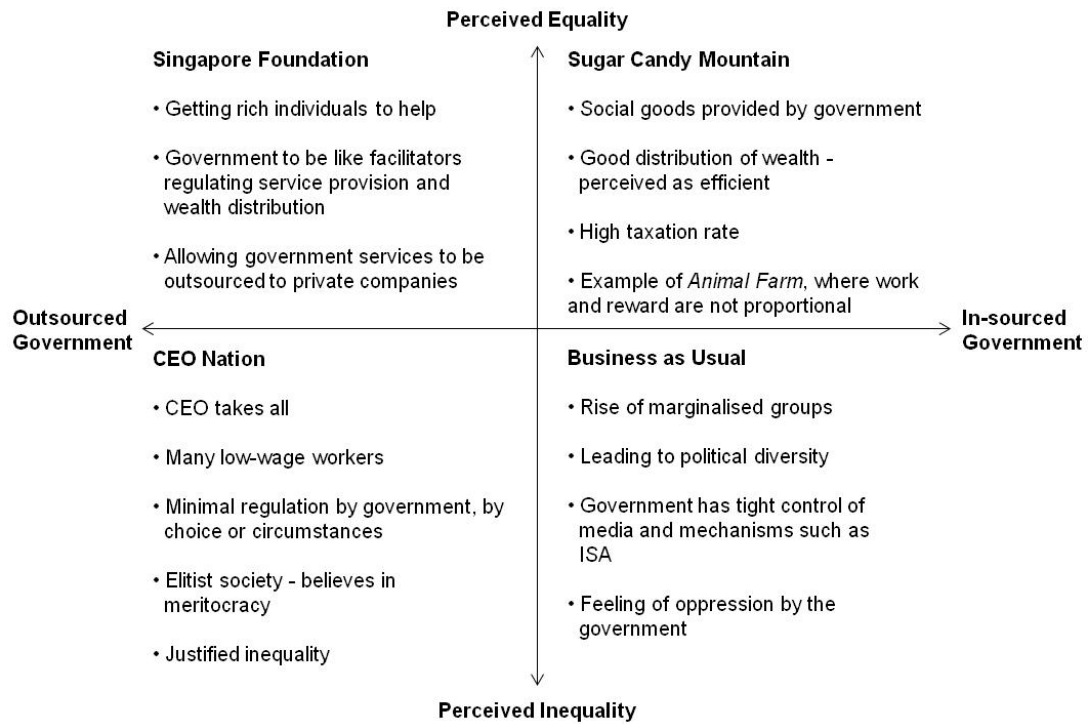 Perceived Equality
Singapore Foundation
• Getting rich individuals to help
• Government to be like facilitators
regulating service provision and
wealth distribution
• Allowing government services to be
outsourced to private companies
Sugar Candy Mountain
• Social goods provided by government
• Good distribution of wealth -
perceived as efficient
• High taxation rate
• Example of Animal Farm, where work
and reward are not proportional
Outsourced
Government
In-sourced
Government
CEO Nation
• CEO takes all
• Many low-wage workers
• Minimal regulation by government, by
choice or circumstances
• Elitist society - believes in
meritocracy
• Justified inequality
Business as Usual
• Rise of marginalised groups
• Leading to political diversity
• Government has tight control of
media and mechanisms such as
ISA
• Feeling of oppression by the
government
Perceived Inequality